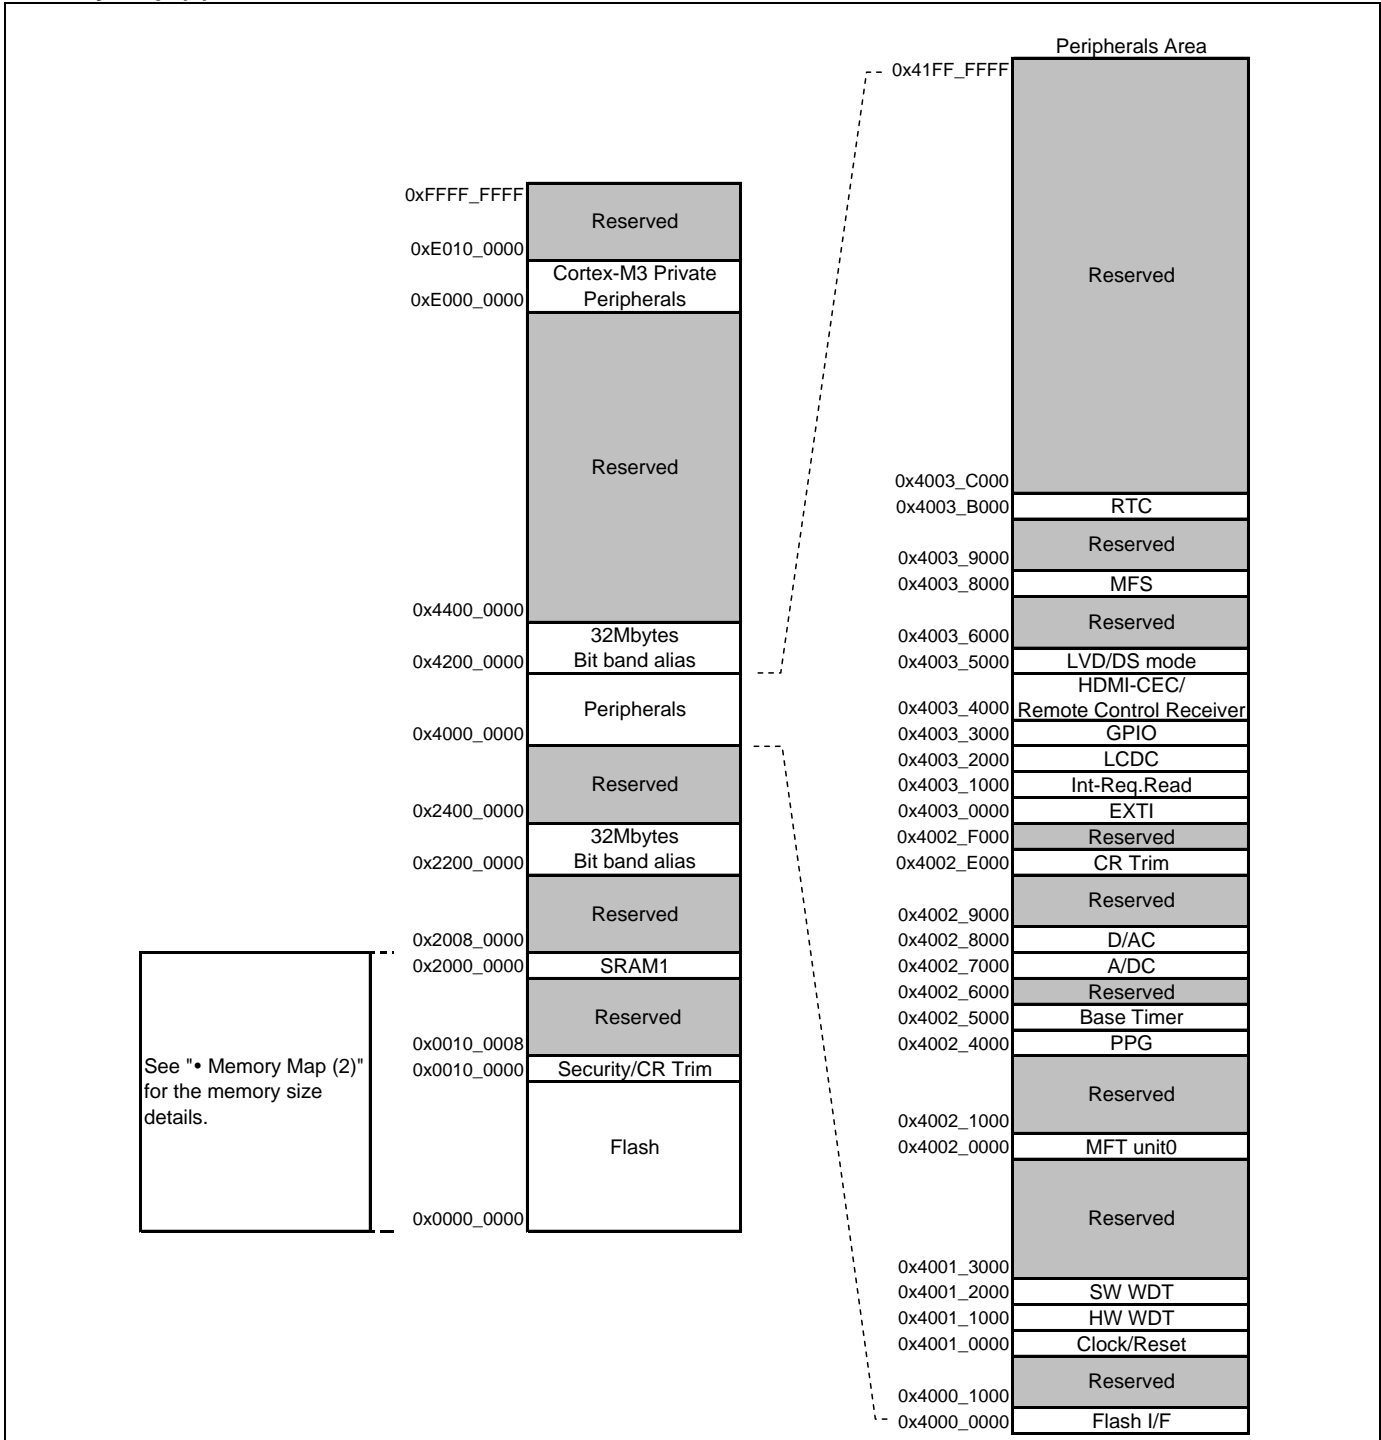 Peripherals Area
0x41FF_FFFF
Reserved
0x4003_C000
0x4003_B000 RTC
Reserved
0x4003_9000
0x4003_8000 MFS
Reserved
0x4003_6000
0x4003_5000 LVD/DS mode
HDMI-CEC/
0x4003_4000 Remote Control Receiver
0x4003_3000 GPIO
0x4003_2000 LCDC
0x4003_1000 Int-Req.Read
0x4003_0000 EXTI
0x4002_F000 Reserved
0x4002_E000 CR Trim
Reserved
0x4002_9000
0x4002_8000 D/AC
0x4002_7000 A/DC
0x4002_6000 Reserved
0x4002_5000 Base Timer
0x4002_4000 PPG
Reserved
0x4002_1000
0x4002_0000 MFT unit0
Reserved
0x4001_3000
0x4001_2000 SW WDT
0x4001_1000 HW WDT
0x4001_0000 Clock/Reset
Reserved
0x4000_1000
0x4000_0000 Flash I/F
0xFFFF_FFFF
Reserved
0xE010_0000
Cortex-M3 Private
0xE000_0000 Peripherals
Reserved
0x4400_0000
32Mbytes
0x4200_0000 Bit band alias
Peripherals
0x4000_0000
Reserved
0x2400_0000
32Mbytes
0x2200_0000 Bit band alias
Reserved
0x2008_0000
0x2000_0000 SRAM1
Reserved
0x0010_0008
0x0010_0000 Security/CR Trim
Flash
0x0000_0000
See "• Memory Map (2)"
for the memory size
details.